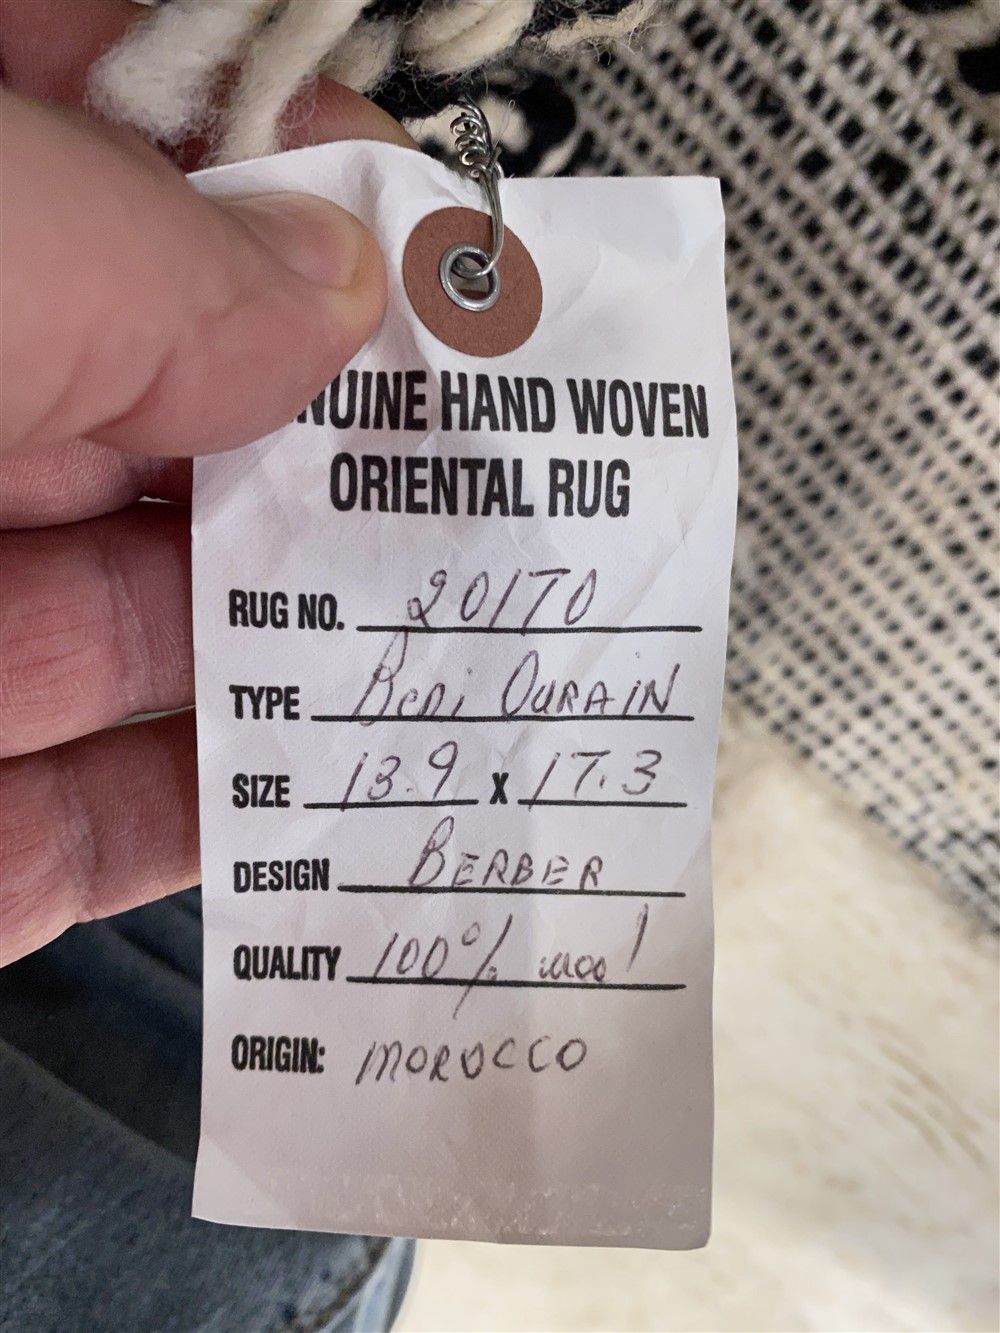 NUINE HAND WOVEN
ORIENTAL RUG
RUG NO. 20170
TYPE Beni OURAIN
SIZE 13.9 X 17.3
DESIGN BERBER
QUALITY 100% wool
ORIGIN: MOROCCO